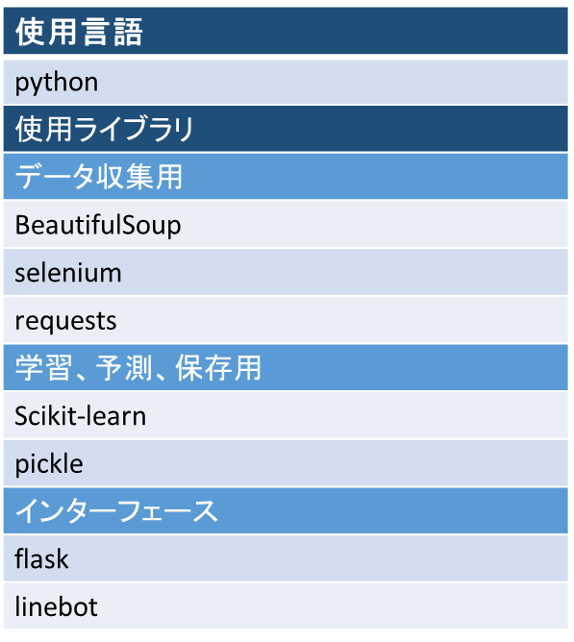 使用言語
python
使用ライブラリ
データ収集用
BeautifulSoup
selenium
requests
学習、予測、保存用
Scikit-learn
pickle
インターフェース
flask
linebot